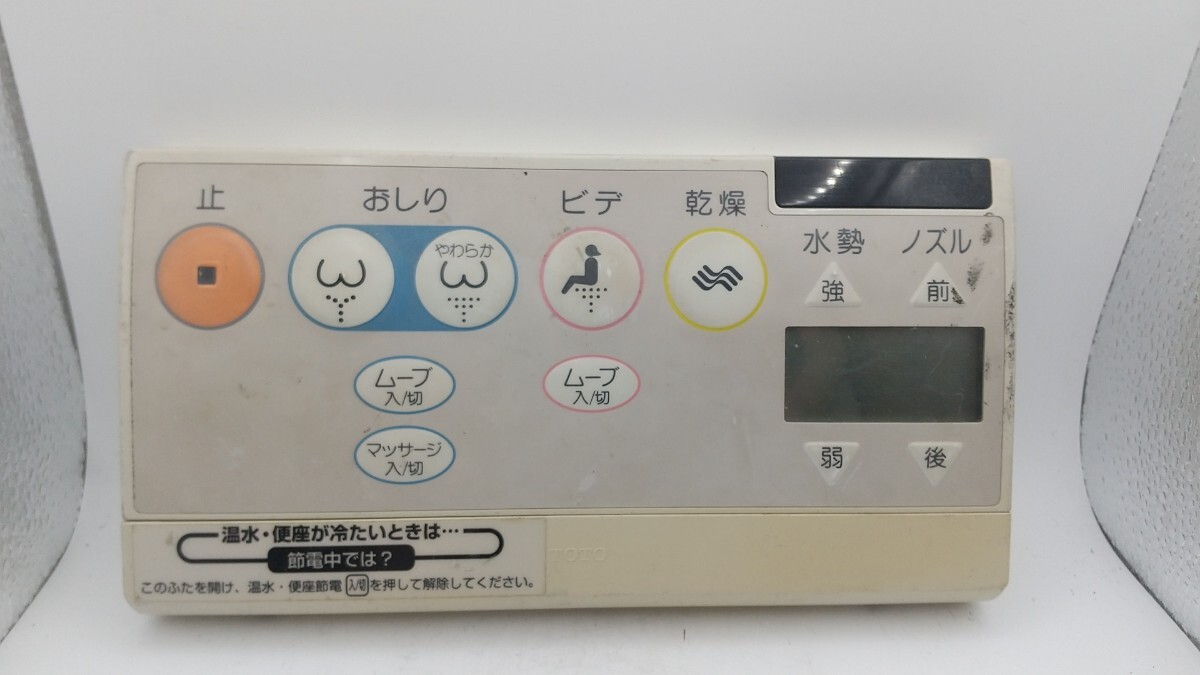 止
おしり
ビデ
乾燥
水勢
ノズル
やわらか
強
前
ムーブ
入/切
ムーブ
入/切
マッサージ
入/切
弱
後
温水・便座が冷たいときは…
節電中では?
このふたを開け、温水・便座節電入/切を押して解除してください。
TOTO